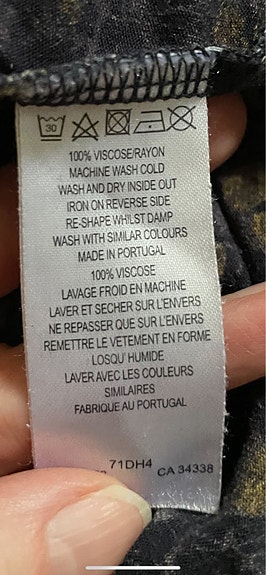 30
100% VISCOSE/RAYON
MACHINE WASH COLD
WASH AND DRY INSIDE OUT
IRON ON REVERSE SIDE
RE-SHAPE WHILST DAMP
WASH WITH SIMILAR COLOURS
MADE IN PORTUGAL
100% VISCOSE
LAVAGE FROID EN MACHINE
LAVER ET SECHER SUR L'ENVERS
NE REPASSER QUE SUR L'ENVERS
REMETTRE LE VETEMENT EN FORME
LOSQU' HUMIDE
LAVER AVEC LES COULEURS
SIMILAIRES
FABRIQUE AU PORTUGAL
71DH4 CA 34338